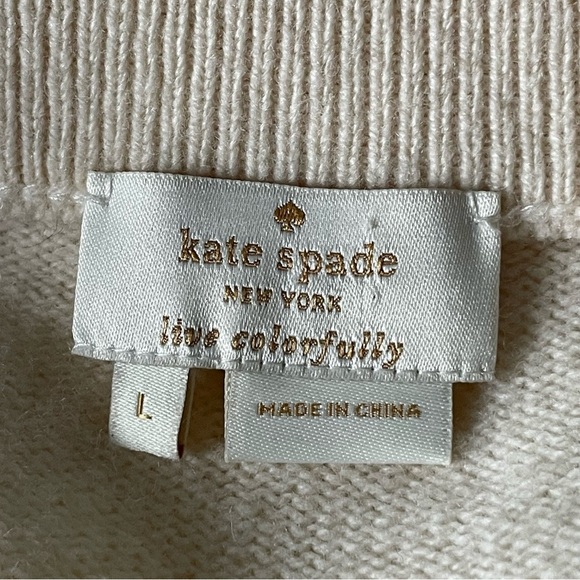 kate spade
NEW YORK
live colorfully
L
MADE IN CHINA